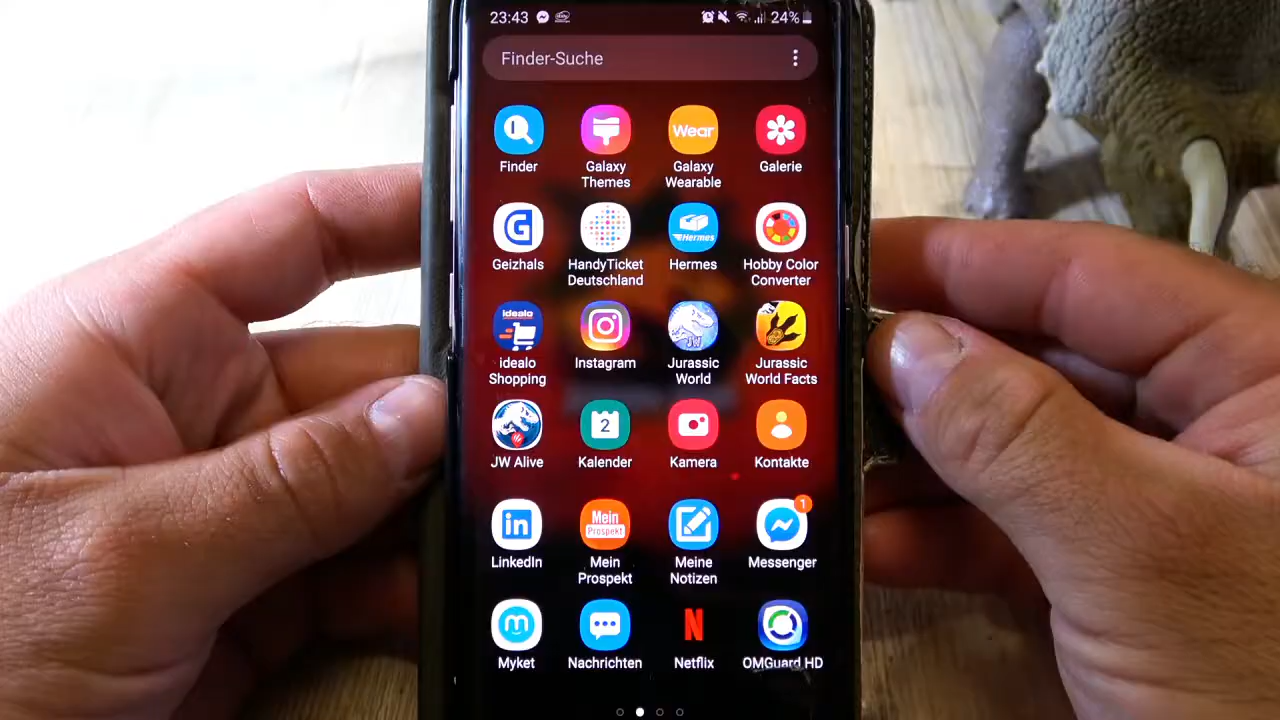 23:43 24%
Finder-Suche
Wear
Finder
Galaxy
Themes
Galaxy
Wearable
Galerie
G
Hermes
Geizhals
HandyTicket
Deutschland
Hermes
Hobby Color
Converter
idealo
idealo
Shopping
Instagram
Jurassic
World
Jurassic
World Facts
2
JW Alive
Kalender
Kamera
Kontakte
in
Mein
Prospekt
1
LinkedIn
Mein
Prospekt
Meine
Notizen
Messenger
m
N
Myket
Nachrichten
Netflix
OMGuard HD